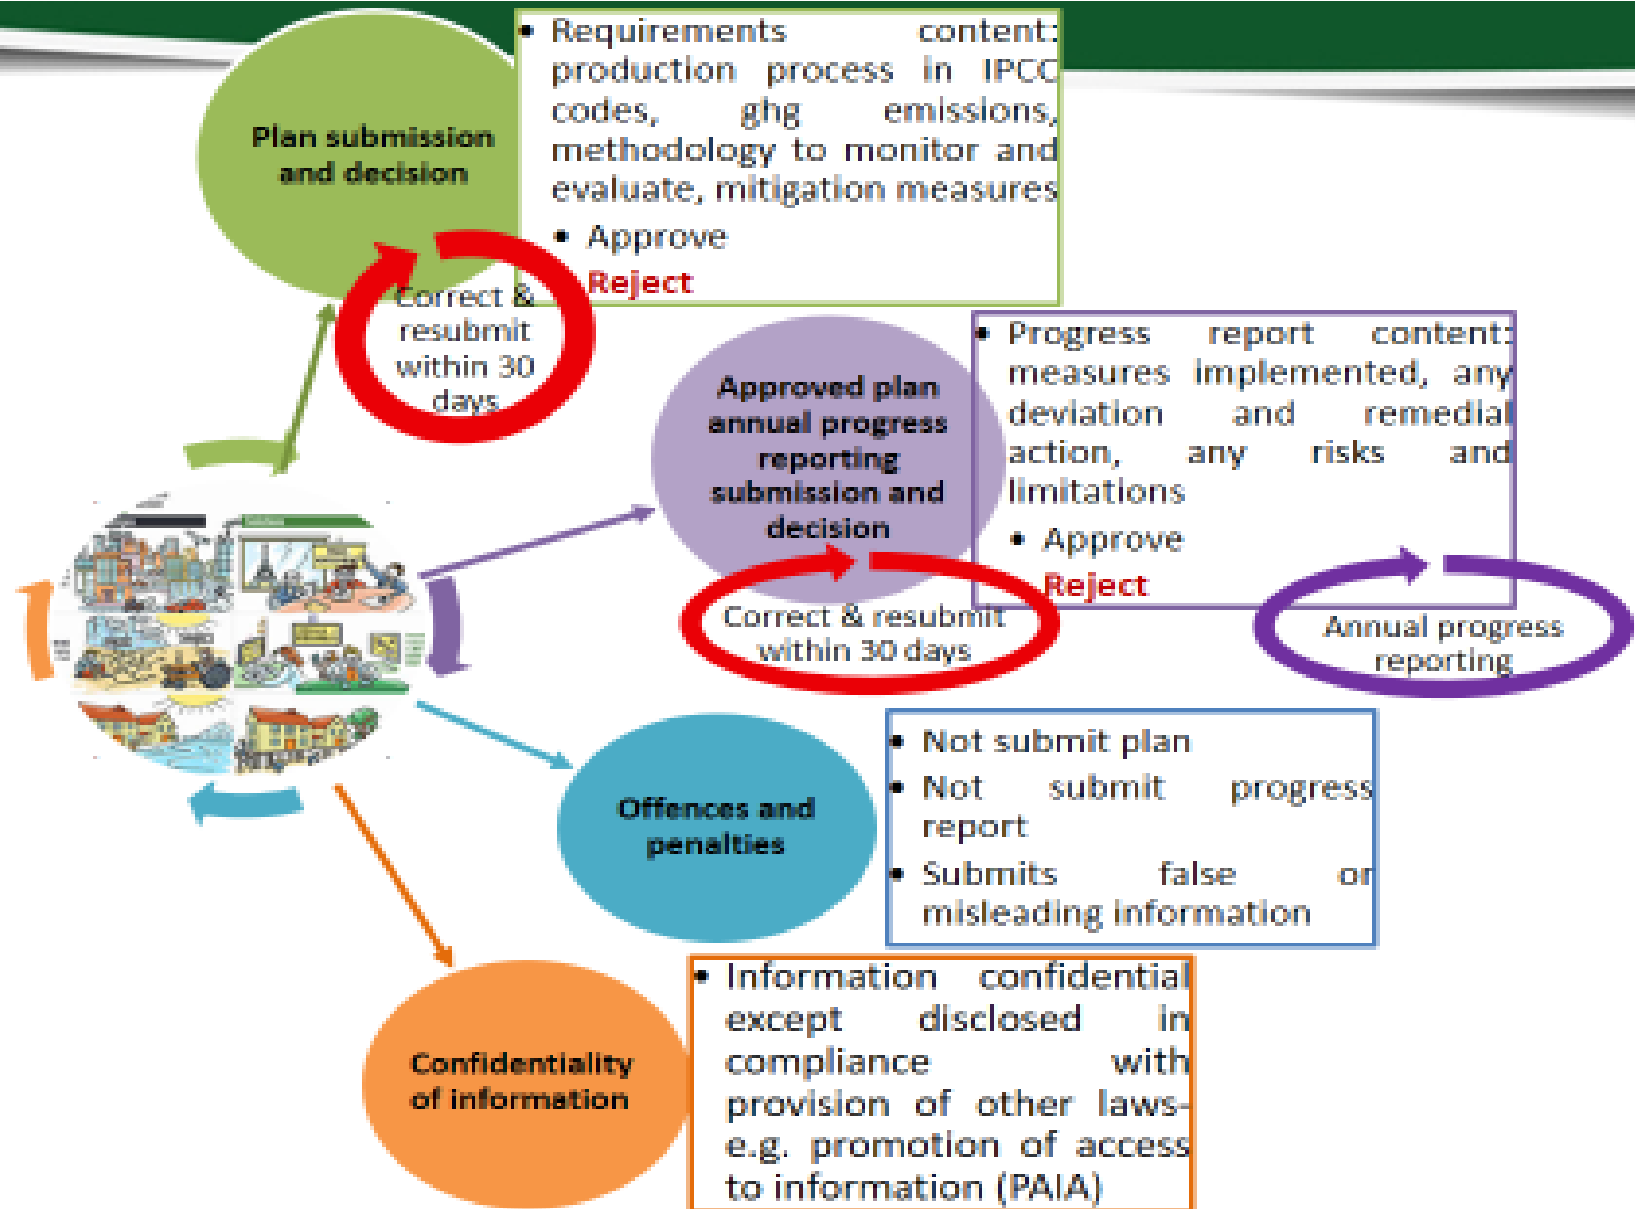 Plan submission
and decision
• Requirements content:
production process in IPCC
codes, ghg emissions,
methodology to monitor and
evaluate, mitigation measures
• Approve
Reject
Correct &
resubmit
within 30
days
Approved plan
annual progress
reporting
submission and
decision
• Progress report content:
measures implemented, any
deviation and remedial
action, any risks and
limitations
• Approve
Reject
Correct & resubmit
within 30 days
Annual progress
reporting
Offences and
penalties
• Not submit plan
• Not submit progress
report
• Submits false or
misleading information
Confidentiality
of information
• Information confidential
except disclosed in
compliance with
provision of other laws-
e.g. promotion of access
to information (PAIA)